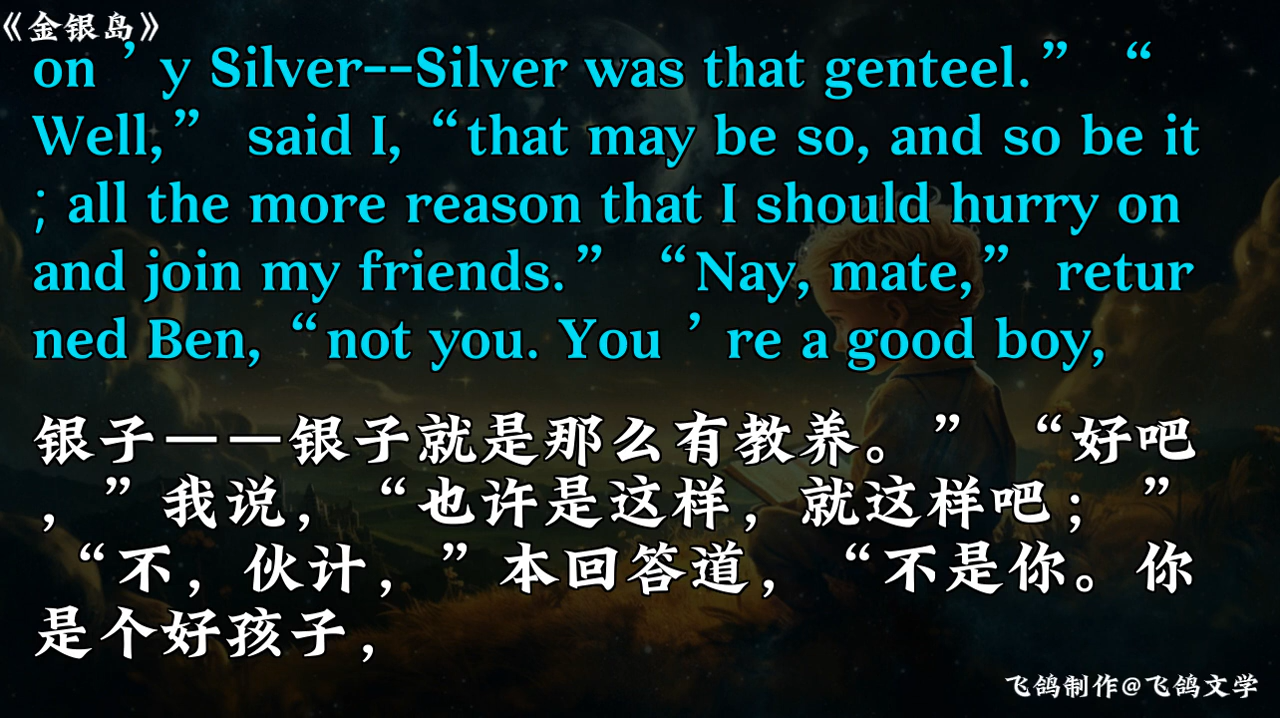 《金银岛》
on ’ y Silver--Silver was that genteel.” “
Well,” said I, “that may be so, and so be it
; all the more reason that I should hurry on
and join my friends.” “Nay, mate,” retur
ned Ben, “not you. You ’ re a good boy,
银子——银子就是那么有教养。” “好吧
，”我说，“也许是这样，就这样吧；”
“不，伙计，”本回答道，“不是你。你
是个好孩子，
飞鸽制作@飞鸽文学